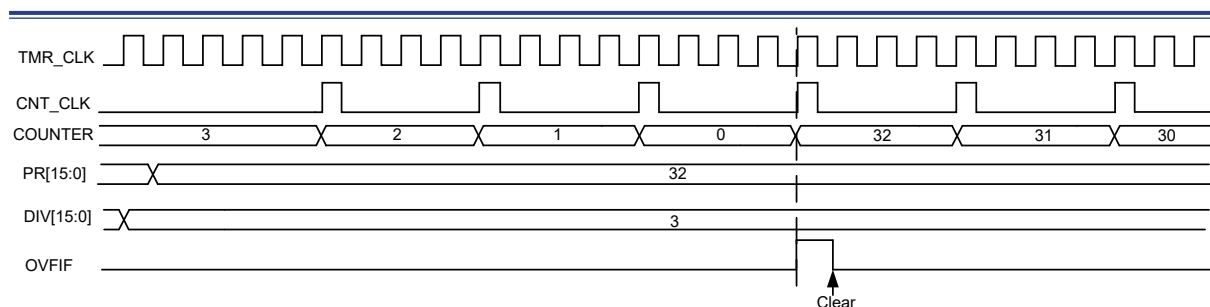 TMR_CLK
CNT_CLK
COUNTER 3 2 1 0 32 31 30
PR[15:0] 32
DIV[15:0] 3
OVFIF
Clear